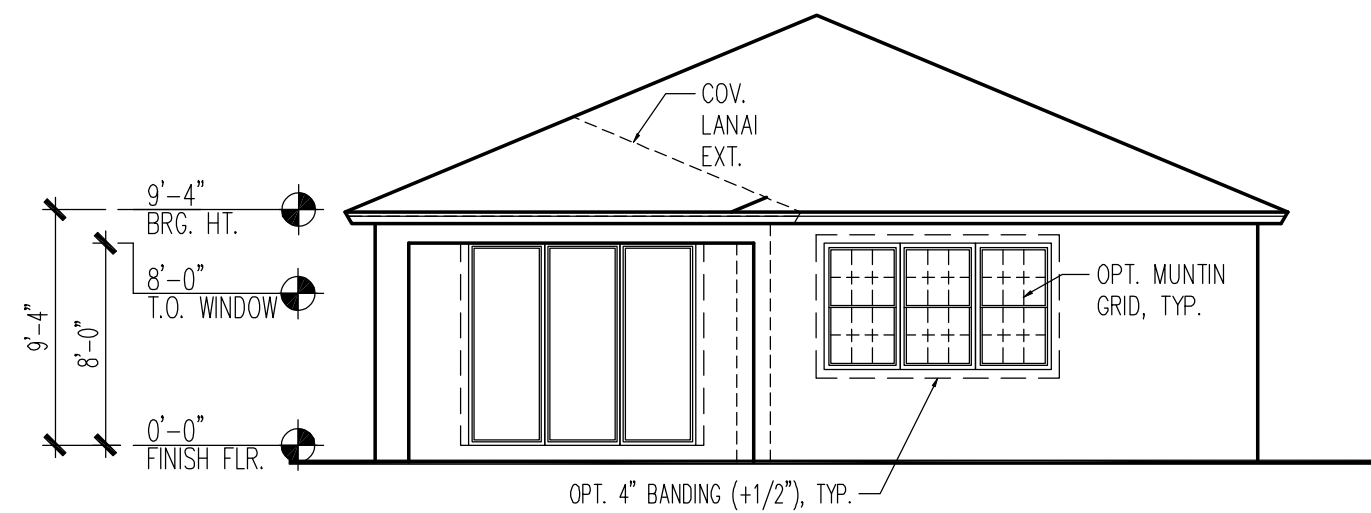 COV.
LANAI
EXT.
9'-4"
BRG. HT.
8'-0"
T.O. WINDOW
9'-4"
8'-0"
0'-0"
FINISH FLR.
OPT. MUNTIN
GRID, TYP.
OPT. 4" BANDING (+1/2"), TYP.